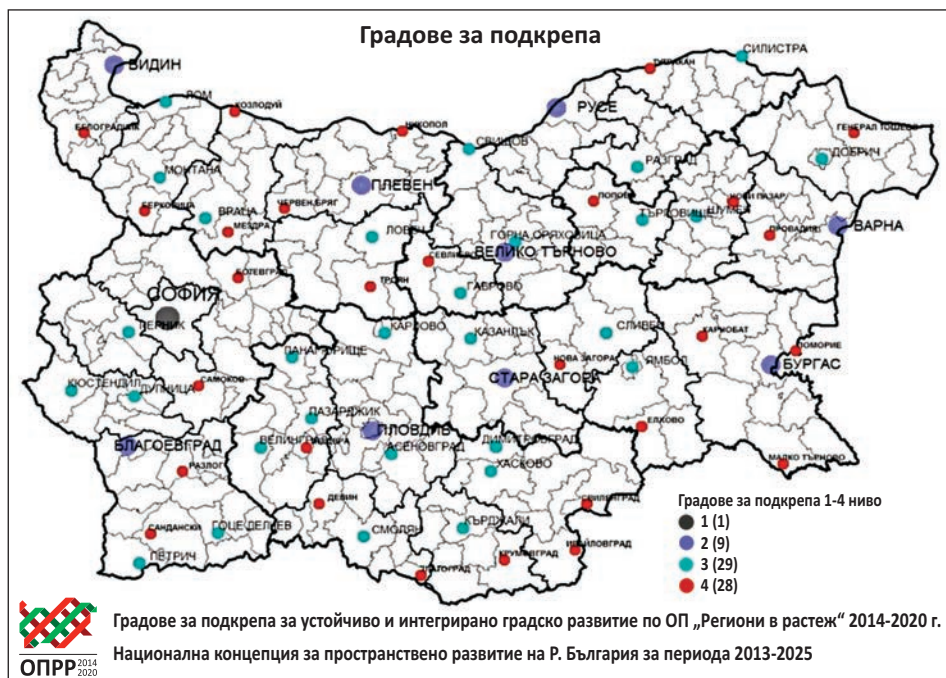 Градове за подкрепа
СИЛИСТРА
ВИДИН
ЛОМ
КОЗЛОДУЙ
РУСЕ
НИКОПОЛ
СВИЩОВ
ГЕНЕРАЛ ТОШЕВО
ДОБРИЧ
МОНТАНА
ПЛЕВЕН
РАЗГРАД
БЕРКОВИЦА
ВРАЦА
ЧЕРВЕН БРЯГ
ПОПОВО
НОВИ ПАЗАР
МЕЗДРА
ЛОВЕЧ
ГОРНА ОРЯХОВИЦА
ТЪРГОВИЩЕ
ШУМЕН
ПРОВАДИЯ
ВАРНА
ВЕЛИКО ТЪРНОВО
СЕВЛИЕВО
БОТЕВГРАД
ТРОЯН
ГАБРОВО
СОФИЯ
ПЕРНИК
КАРЛОВО
КАЗАНЛЪК
СЛИВЕН
КАРНОБАТ
ПОМОРИЕ
ПАНАГЮРИЩЕ
НОВА ЗАГОРА
ЯМБОЛ
БУРГАС
КЮСТЕНДИЛ
ДУПНИЦА
САМОКОВ
СТАРА ЗАГОРА
ПАЗАРДЖИК
ПЛОВДИВ
ЕЛХОВО
БЛАГОЕВГРАД
ВЕЛИНГРАД
АСЕНОВГРАД
ДИМИТРОВГРАД
РАЗЛОГ
ХАСКОВО
МАЛКО ТЪРНОВО
ДЕВИН
СВИЛЕНГРАД
САНДАНСКИ
ГОЦЕ ДЕЛЧЕВ
СМОЛЯН
КЪРДЖАЛИ
ИВАЙЛОВГРАД
ПЕТРИЧ
КРУМОВГРАД
ЗЛАТОГРАД
Градове за подкрепа 1-4 ниво
1 (1)
2 (9)
3 (29)
4 (28)
Градове за подкрепа за устойчиво и интегрирано градско развитие по ОП „Региони в растеж“ 2014-2020 г.
Национална концепция за пространствено развитие на Р. България за периода 2013-2025
ОПРР 2014
2020